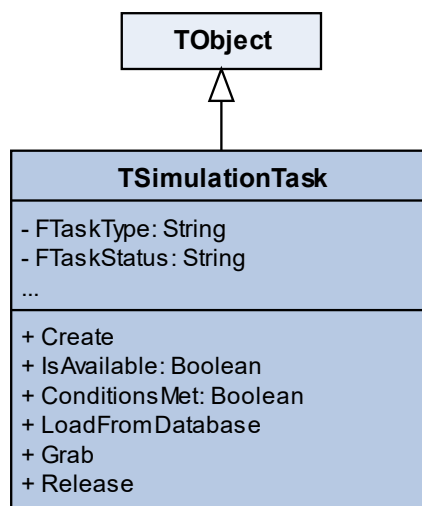 TObject
TSimulationTask
- FTaskType: String
- FTaskStatus: String
...
+ Create
+ IsAvailable: Boolean
+ ConditionsMet: Boolean
+ LoadFromDatabase
+ Grab
+ Release